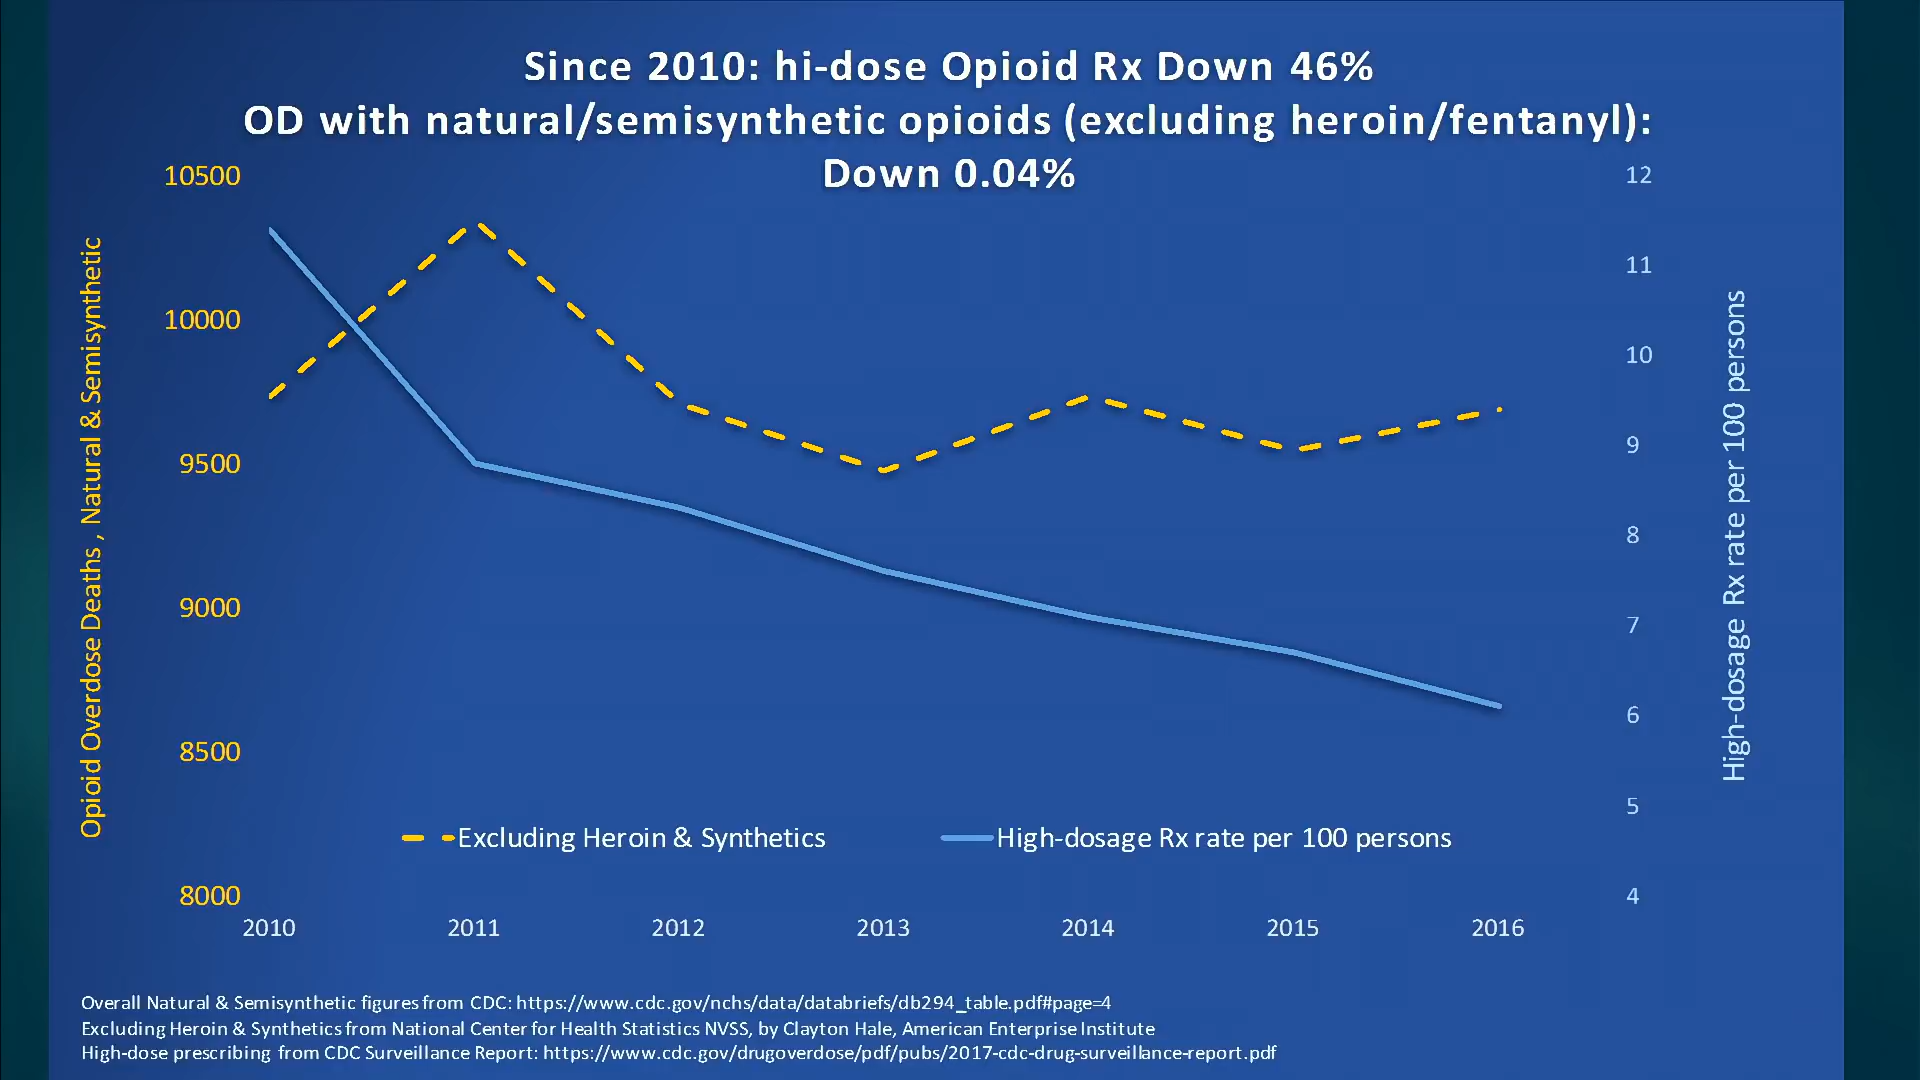 Since 2010: hi-dose Opioid Rx Down 46%
OD with natural/semisynthetic opioids (excluding heroin/fentanyl):
Down 0.04%
Opioid Overdose Deaths , Natural & Semisynthetic
10500
10000
9500
9000
8500
8000
12
11
10
9
8
7
6
5
4
High-dosage Rx rate per 100 persons
Excluding Heroin & Synthetics
High-dosage Rx rate per 100 persons
2010 2011 2012 2013 2014 2015 2016
Overall Natural & Semisynthetic figures from CDC: https://www.cdc.gov/nchs/data/databriefs/db294_table.pdf#page=4
Excluding Heroin & Synthetics from National Center for Health Statistics NVSS, by Clayton Hale, American Enterprise Institute
High-dose prescribing from CDC Surveillance Report: https://www.cdc.gov/drugoverdose/pdf/pubs/2017-cdc-drug-surveillance-report.pdf